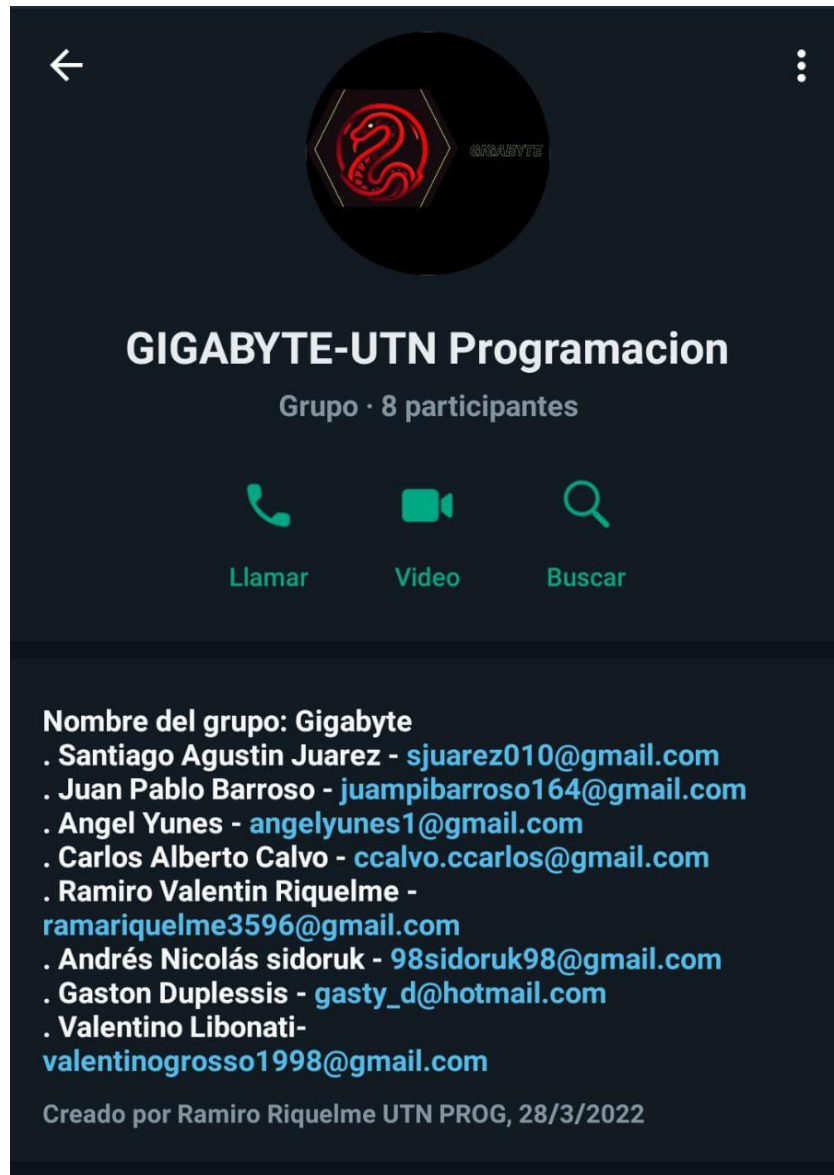 GIGABYTE
GIGABYTE-UTN Programacion
Grupo · 8 participantes
Llamar Video Buscar
Nombre del grupo: Gigabyte
. Santiago Agustin Juarez - sjuarez010@gmail.com
. Juan Pablo Barroso - juampibarroso164@gmail.com
. Angel Yunes - angelyunes1@gmail.com
. Carlos Alberto Calvo - ccalvo.ccarlos@gmail.com
. Ramiro Valentin Riquelme -
ramariquelme3596@gmail.com
. Andrés Nicolás sidoruk - 98sidoruk98@gmail.com
. Gaston Duplessis - gasty_d@hotmail.com
. Valentino Libonati-
valentinogrosso1998@gmail.com
Creado por Ramiro Riquelme UTN PROG, 28/3/2022